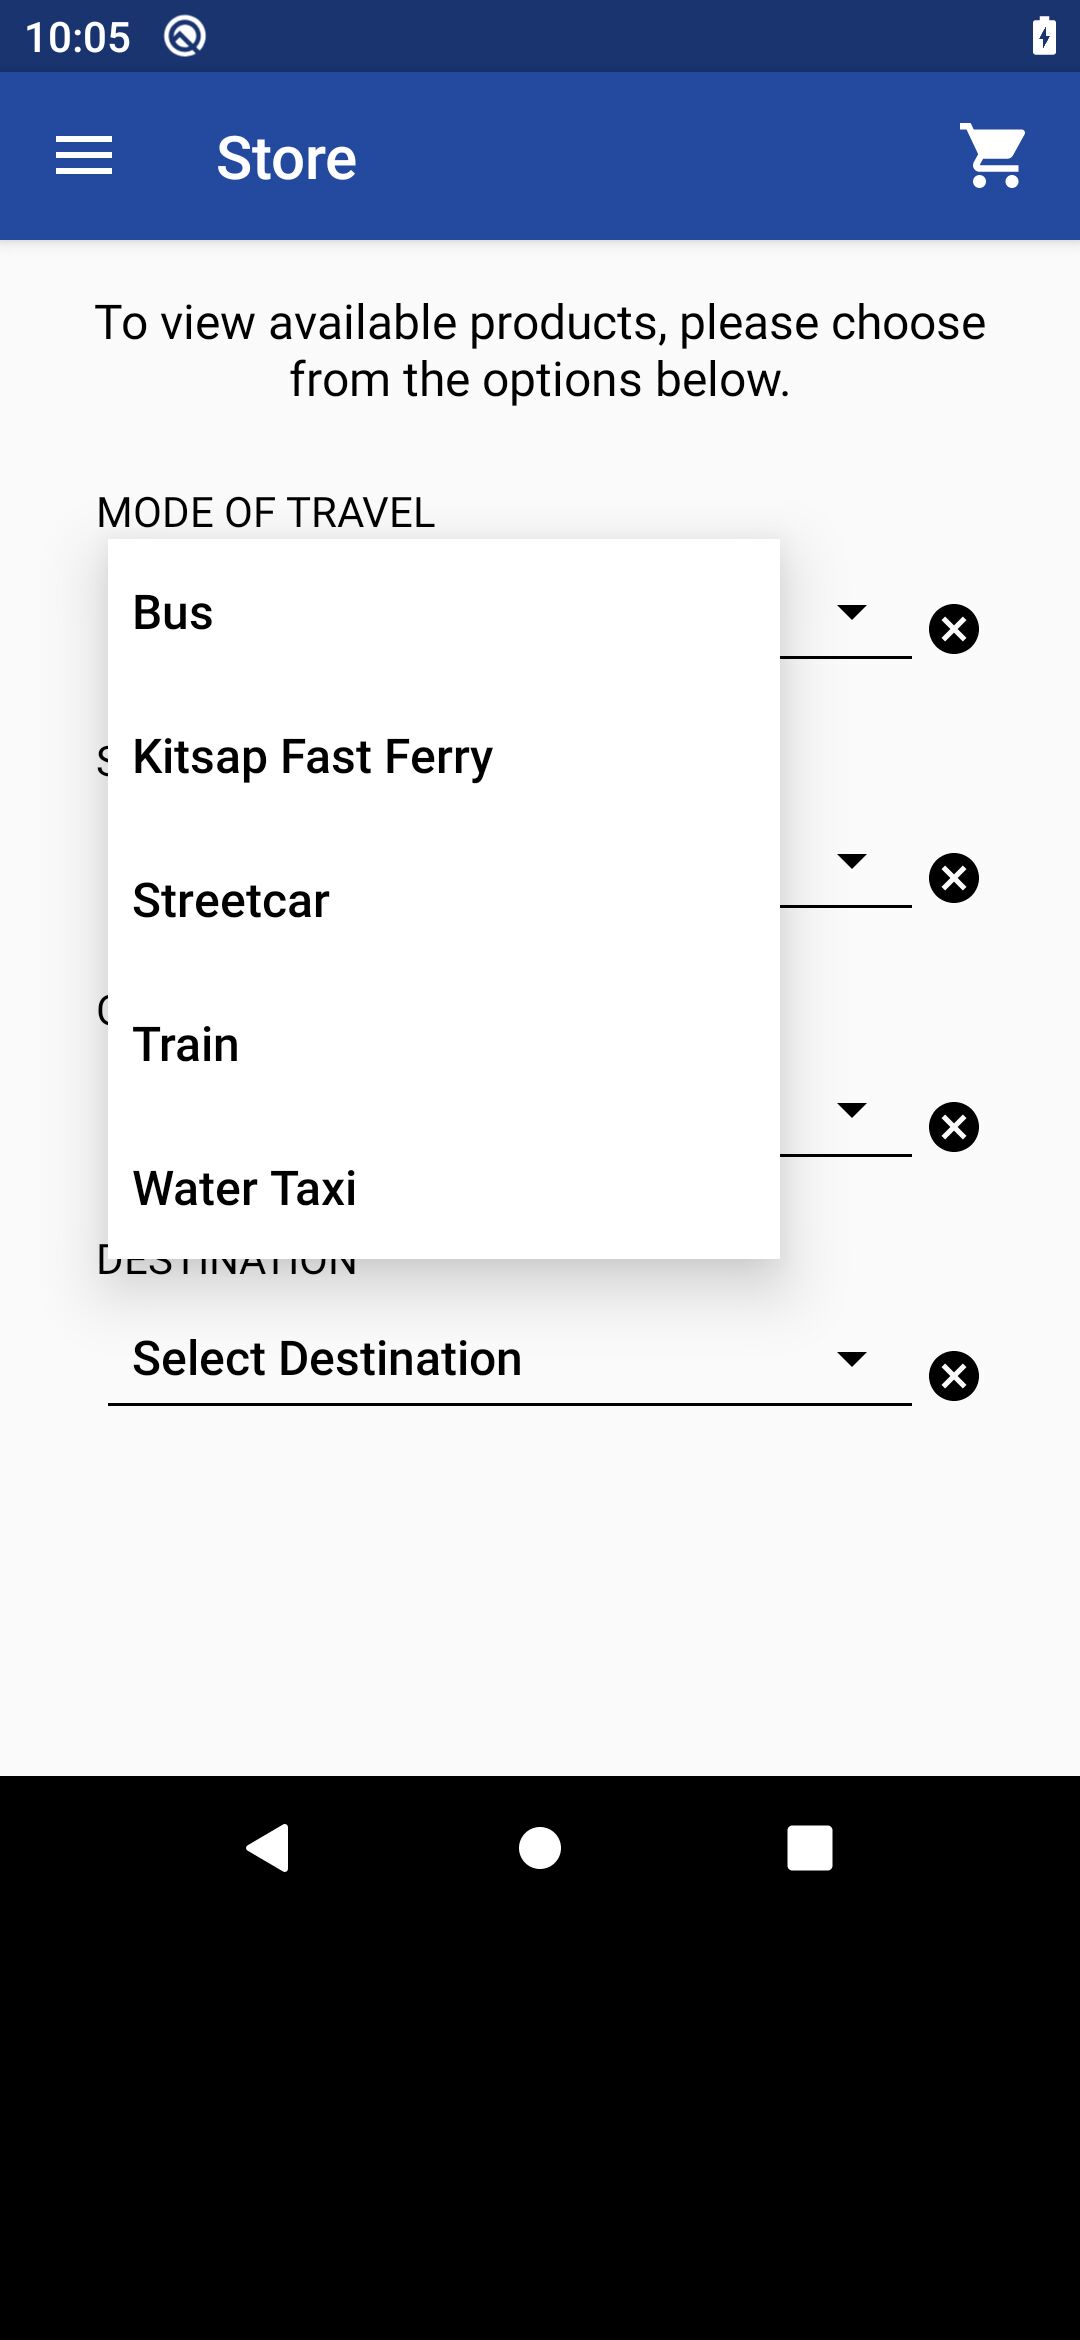 10:05
Store
To view available products, please choose
from the options below.
MODE OF TRAVEL
Bus
Kitsap Fast Ferry
Streetcar
Train
Water Taxi
DESTINATION
Select Destination